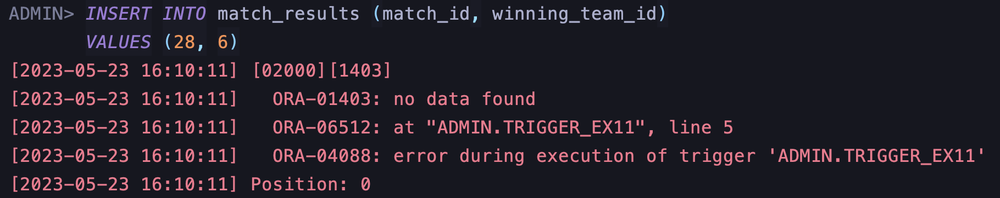 ADMIN> INSERT INTO match_results (match_id, winning_team_id)
VALUES (28, 6)
[2023-05-23 16:10:11] [02000][1403]
[2023-05-23 16:10:11] ORA-01403: no data found
[2023-05-23 16:10:11] ORA-06512: at "ADMIN.TRIGGER_EX11", line 5
[2023-05-23 16:10:11] ORA-04088: error during execution of trigger 'ADMIN.TRIGGER_EX11'
[2023-05-23 16:10:11] Position: 0